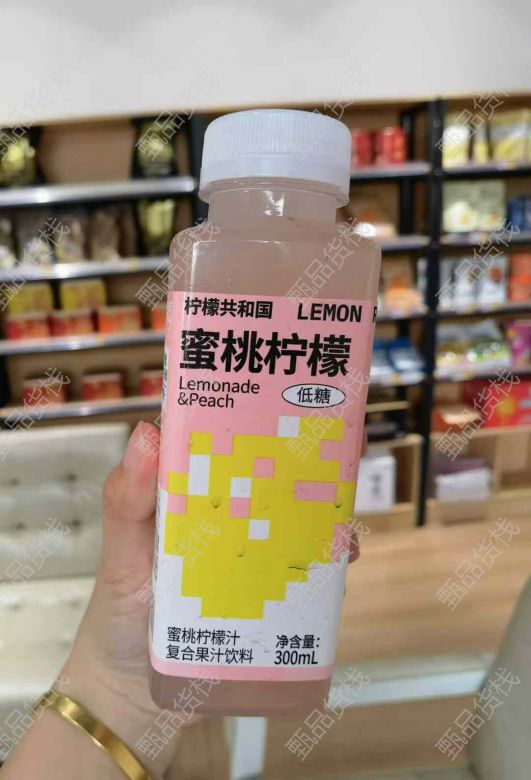 柠檬共和国 LEMON R
蜜桃柠檬
Lemonade
&Peach
低糖
蜜桃柠檬汁
复合果汁饮料
净含量:
300mL
甄品货栈